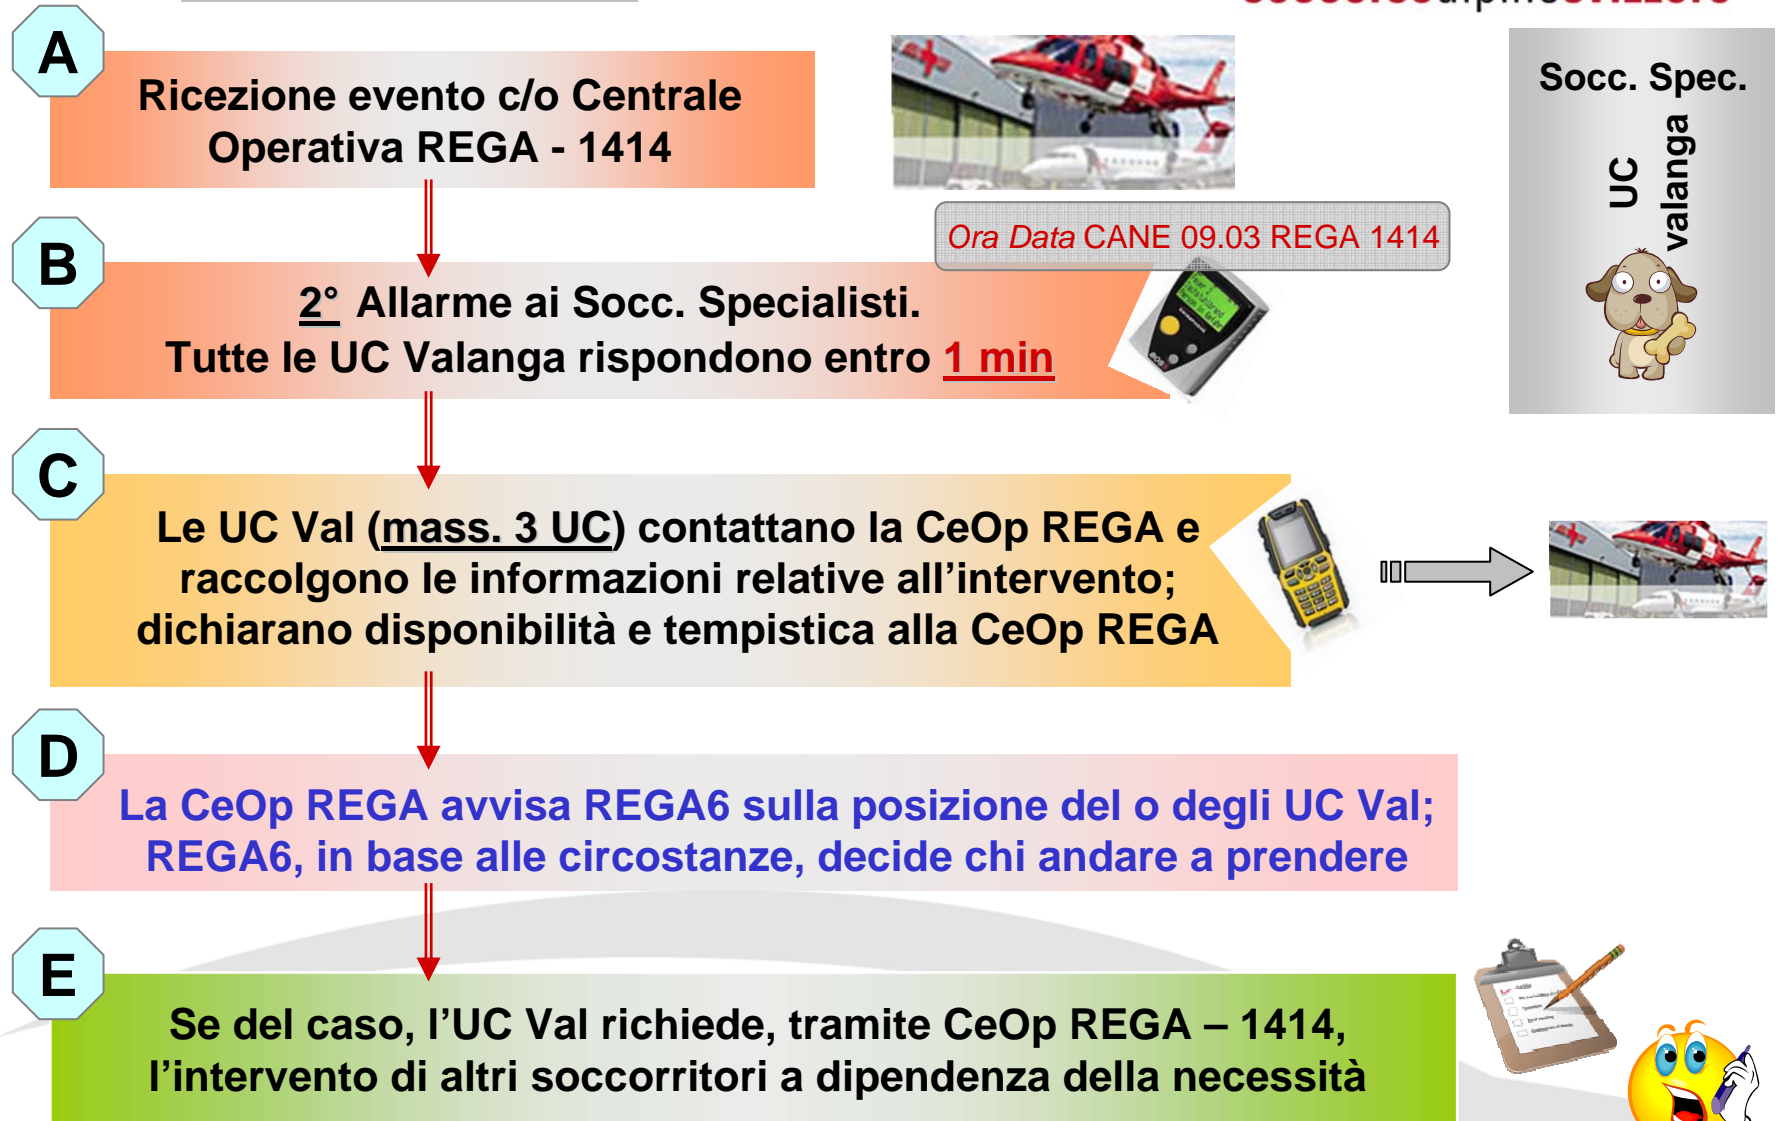 A
Ricezione evento c/o Centrale
Operativa REGA - 1414
Socc. Spec.
UC
valanga
Ora Data CANE 09.03 REGA 1414
B
2° Allarme ai Socc. Specialisti.
Tutte le UC Valanga rispondono entro 1 min
C
Le UC Val (mass. 3 UC) contattano la CeOp REGA e
raccolgono le informazioni relative all’intervento;
dichiarano disponibilità e tempistica alla CeOp REGA
D
La CeOp REGA avvisa REGA6 sulla posizione del o degli UC Val;
REGA6, in base alle circostanze, decide chi andare a prendere
E
Se del caso, l’UC Val richiede, tramite CeOp REGA – 1414,
l’intervento di altri soccorritori a dipendenza della necessità